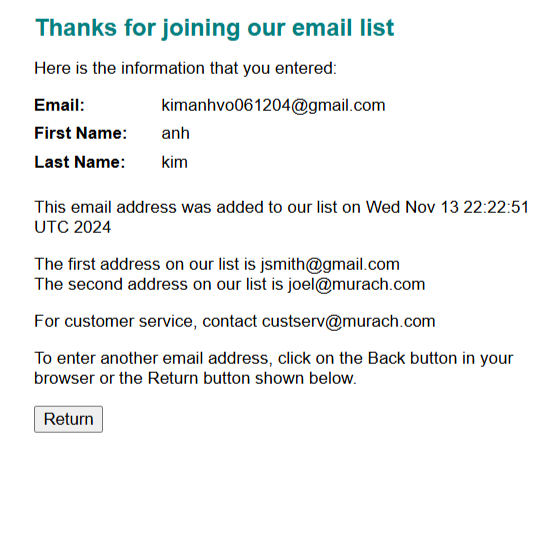 Thanks for joining our email list
Here is the information that you entered:
Email: kimanhvo061204@gmail.com
First Name: anh
Last Name: kim
This email address was added to our list on Wed Nov 13 22:22:51
UTC 2024
The first address on our list is jsmith@gmail.com
The second address on our list is joel@murach.com
For customer service, contact custserv@murach.com
To enter another email address, click on the Back button in your
browser or the Return button shown below.
Return